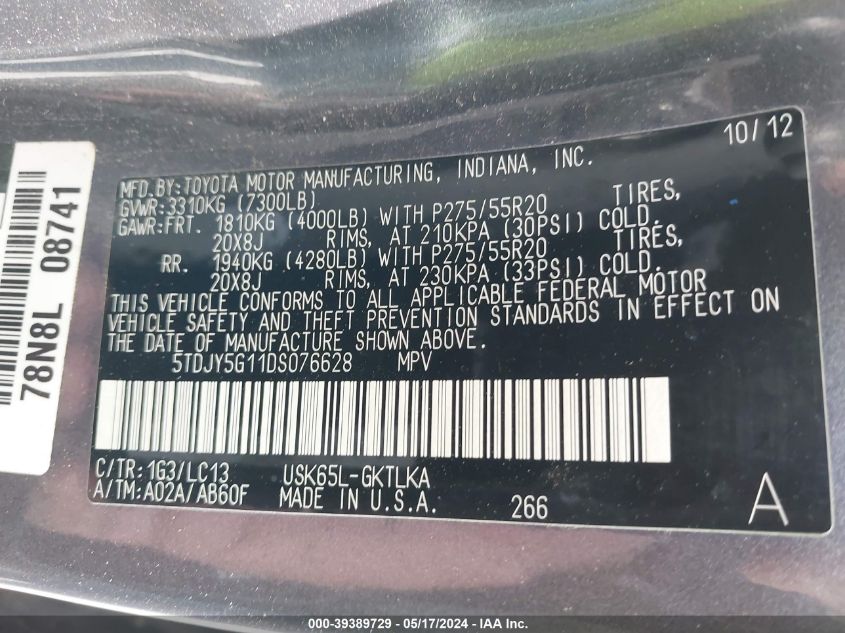 10/12
MFD. BY: TOYOTA MOTOR MANUFACTURING, INDIANA, INC.
GVWR: 3310KG (7300LB)
GAWR: FRT. 1810KG (4000LB) WITH P275/55R20 TIRES,
20X8J RIMS, AT 210KPA (30PSI) COLD.
RR. 1940KG (4280LB) WITH P275/55R20 TIRES,
20X8J RIMS, AT 230KPA (33PSI) COLD.
THIS VEHICLE CONFORMS TO ALL APPLICABLE FEDERAL MOTOR
VEHICLE SAFETY AND THEFT PREVENTION STANDARDS IN EFFECT ON
THE DATE OF MANUFACTURE SHOWN ABOVE.
5TDJY5G11DS076628 MPV
C/TR: 1G3/LC13 USK65L-GKTLKA
A/TM: A02A/AB60F MADE IN U.S.A. 266 A
78N8L 08741
000-39389729 - 05/17/2024 - IAA Inc.